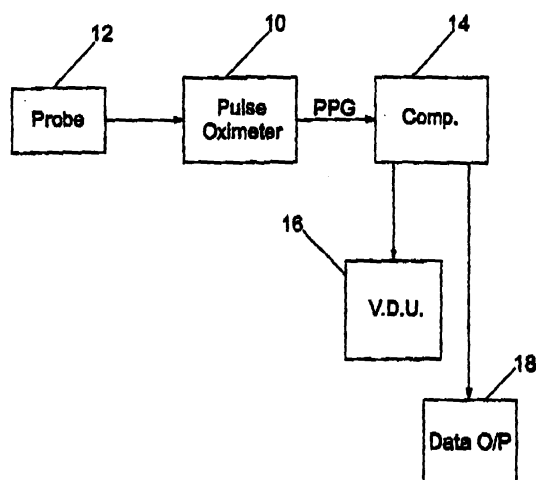 12
10
14
Probe
Pulse
Oximeter
PPG
Comp.
16
V.D.U.
18
Data O/P